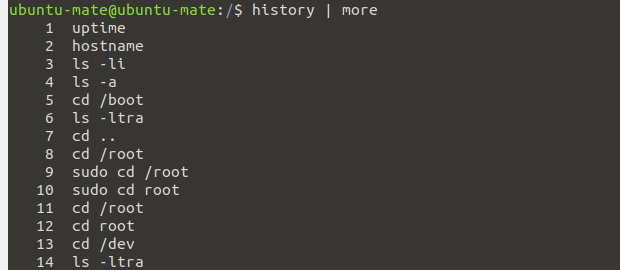 ubuntu-mate@ubuntu-mate:/$ history | more
1 uptime
2 hostname
3 ls -li
4 ls -a
5 cd /boot
6 ls -ltra
7 cd ..
8 cd /root
9 sudo cd /root
10 sudo cd root
11 cd /root
12 cd root
13 cd /dev
14 ls -ltra